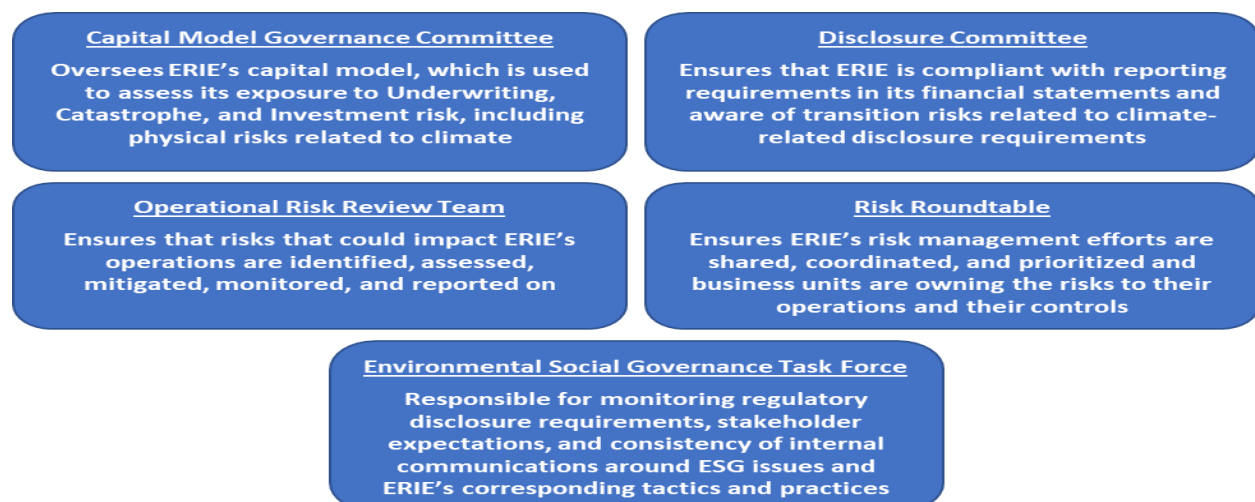 Capital Model Governance Committee
Oversees ERIE's capital model, which is used
to assess its exposure to Underwriting,
Catastrophe, and Investment risk, including
physical risks related to climate
Disclosure Committee
Ensures that ERIE is compliant with reporting
requirements in its financial statements and
aware of transition risks related to climate-
related disclosure requirements
Operational Risk Review Team
Ensures that risks that could impact ERIE's
operations are identified, assessed,
mitigated, monitored, and reported on
Risk Roundtable
Ensures ERIE's risk management efforts are
shared, coordinated, and prioritized and
business units are owning the risks to their
operations and their controls
Environmental Social Governance Task Force
Responsible for monitoring regulatory
disclosure requirements, stakeholder
expectations, and consistency of internal
communications around ESG issues and
ERIE's corresponding tactics and practices